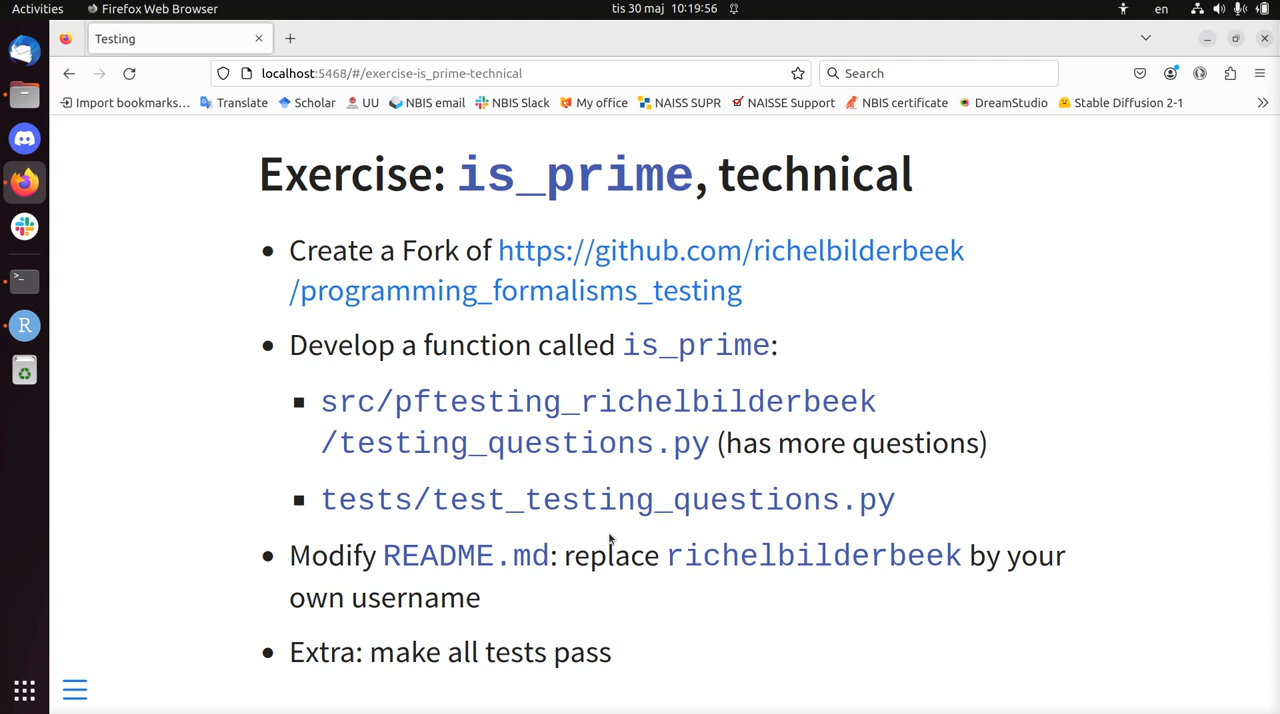 Activities Firefox Web Browser tis 30 maj 10:19:56 en
Testing
localhost:5468/#/exercise-is_prime-technical Search
Import bookmarks... Translate Scholar UU NBIS email NBIS Slack My office NAISS SUPR NAISSE Support NBIS certificate DreamStudio Stable Diffusion 2-1
Exercise: is_prime, technical
• Create a Fork of https://github.com/richelbilderbeek
/programming_formalisms_testing
• Develop a function called is_prime:
▪ src/pftesting_richelbilderbeek
/testing_questions.py (has more questions)
▪ tests/test_testing_questions.py
• Modify README.md: replace richelbilderbeek by your
own username
• Extra: make all tests pass